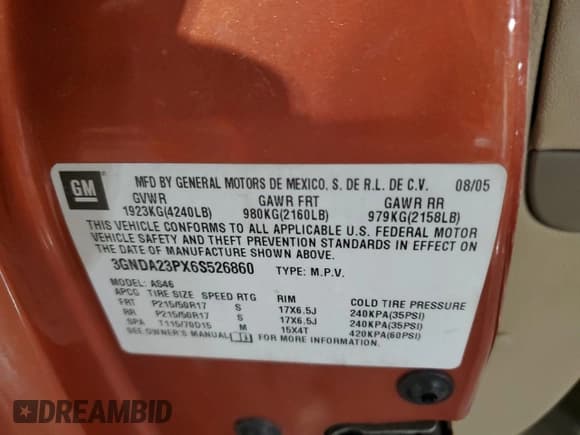 GM
MFD BY GENERAL MOTORS DE MEXICO, S. DE R.L. DE C.V. 08/05
GVWR GAWR FRT GAWR RR
1923KG(4240LB) 980KG(2160LB) 979KG(2158LB)
THIS VEHICLE CONFORMS TO ALL APPLICABLE U.S. FEDERAL MOTOR
VEHICLE SAFETY AND THEFT PREVENTION STANDARDS IN EFFECT ON
THE DATE OF MANUFACTURE SHOWN ABOVE.
3GNDA23PX6S526860 TYPE: M.P.V.
MODEL: AS46
APCG TIRE SIZE SPEED RTG RIM COLD TIRE PRESSURE
FRT P215/50R17 S 17X6.5J 240KPA(35PSI)
RR P215/50R17 S 17X6.5J 240KPA(35PSI)
SPA T115/70D15 M 15X4T 420KPA(60PSI)
SEE OWNER'S MANUAL FOR MORE INFORMATION.
DREAMBID